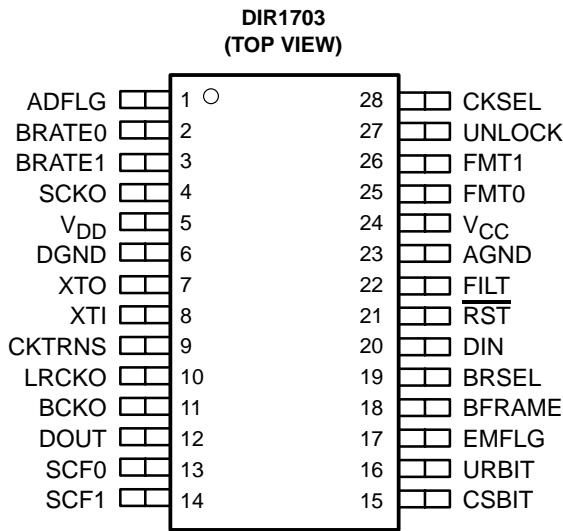 DIR1703
(TOP VIEW)
ADFLG 1 28 CKSEL
BRATE0 2 27 UNLOCK
BRATE1 3 26 FMT1
SCKO 4 25 FMT0
VDD 5 24 VCC
DGND 6 23 AGND
XTO 7 22 FILT
XTI 8 21 RST
CKTRNS 9 20 DIN
LRCKO 10 19 BRSEL
BCKO 11 18 BFRAME
DOUT 12 17 EMFLG
SCF0 13 16 URBIT
SCF1 14 15 CSBIT